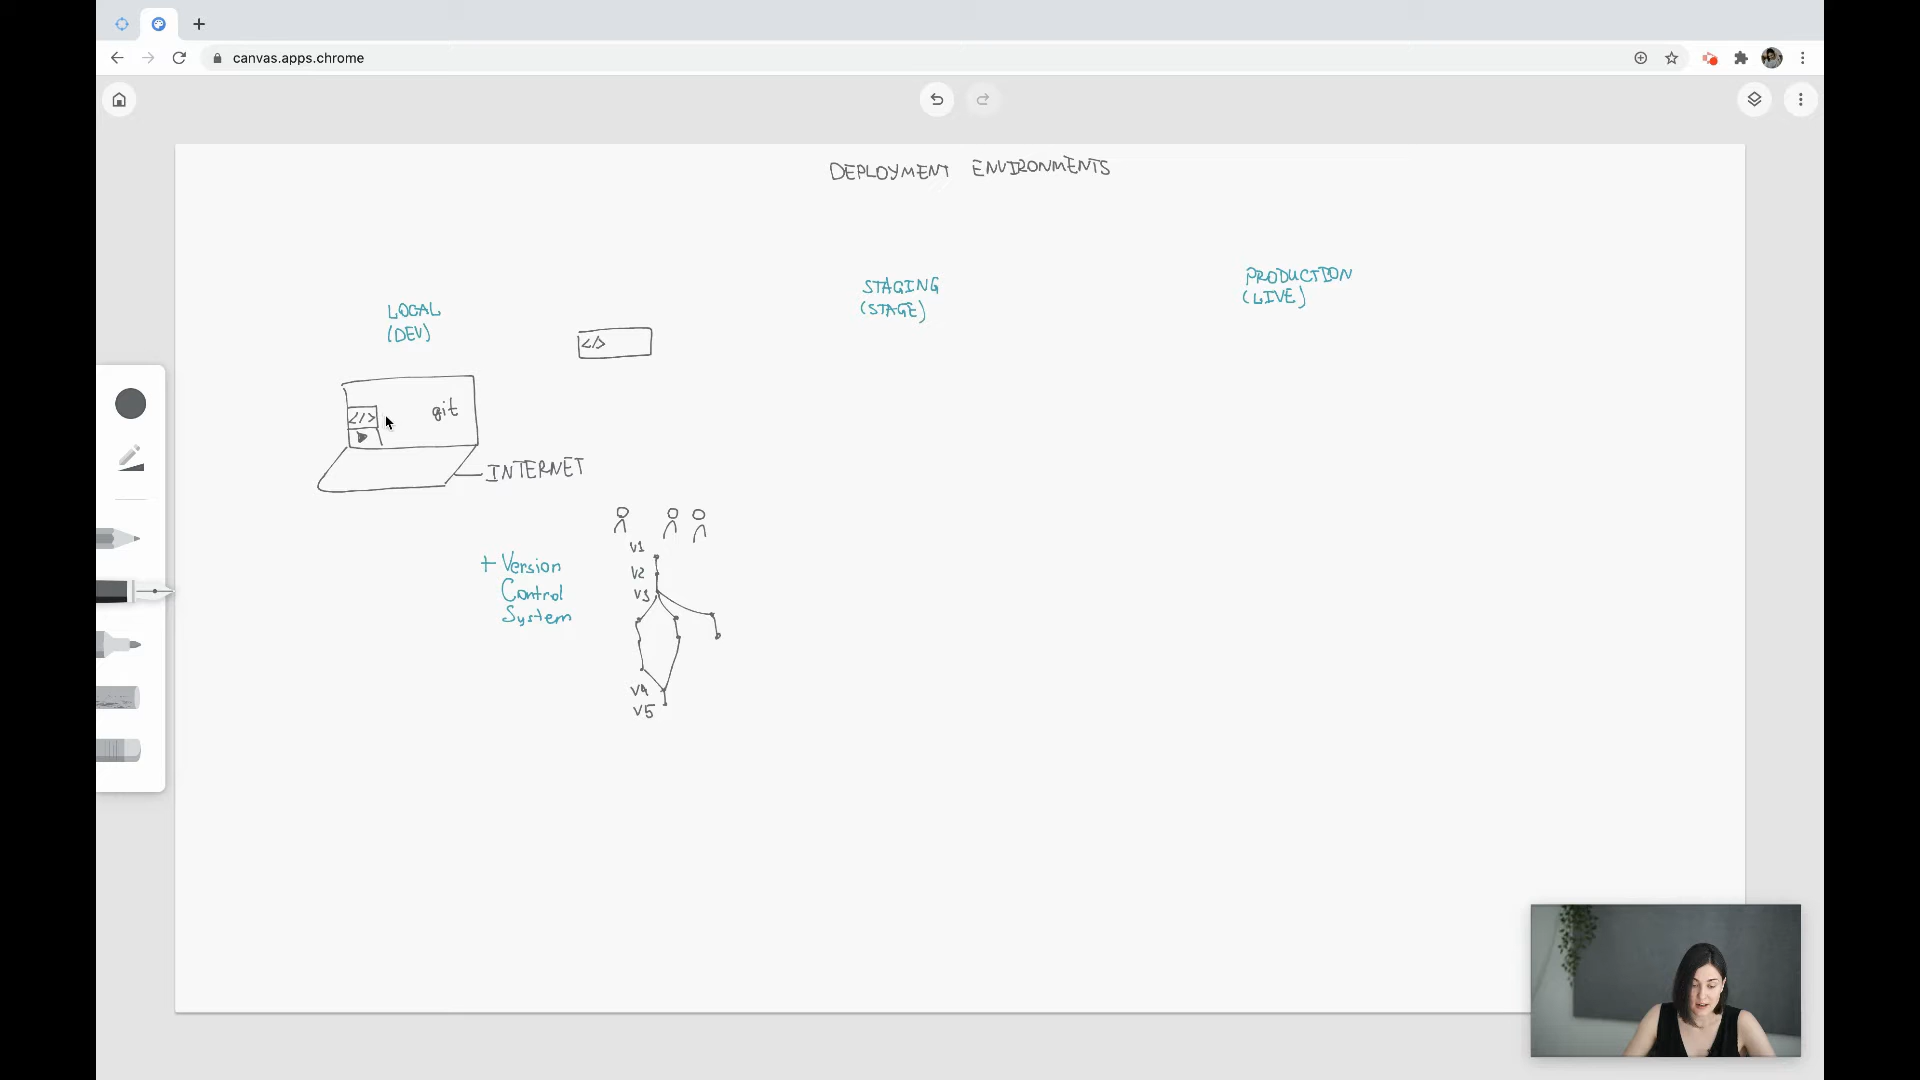 canvas.apps.chrome
DEPLOYMENT ENVIRONMENTS
LOCAL
(DEV)
STAGING
(STAGE)
PRODUCTION
(LIVE)
</>
</>
git
INTERNET
+ Version
Control
System
V1
V2
V3
V4
V5